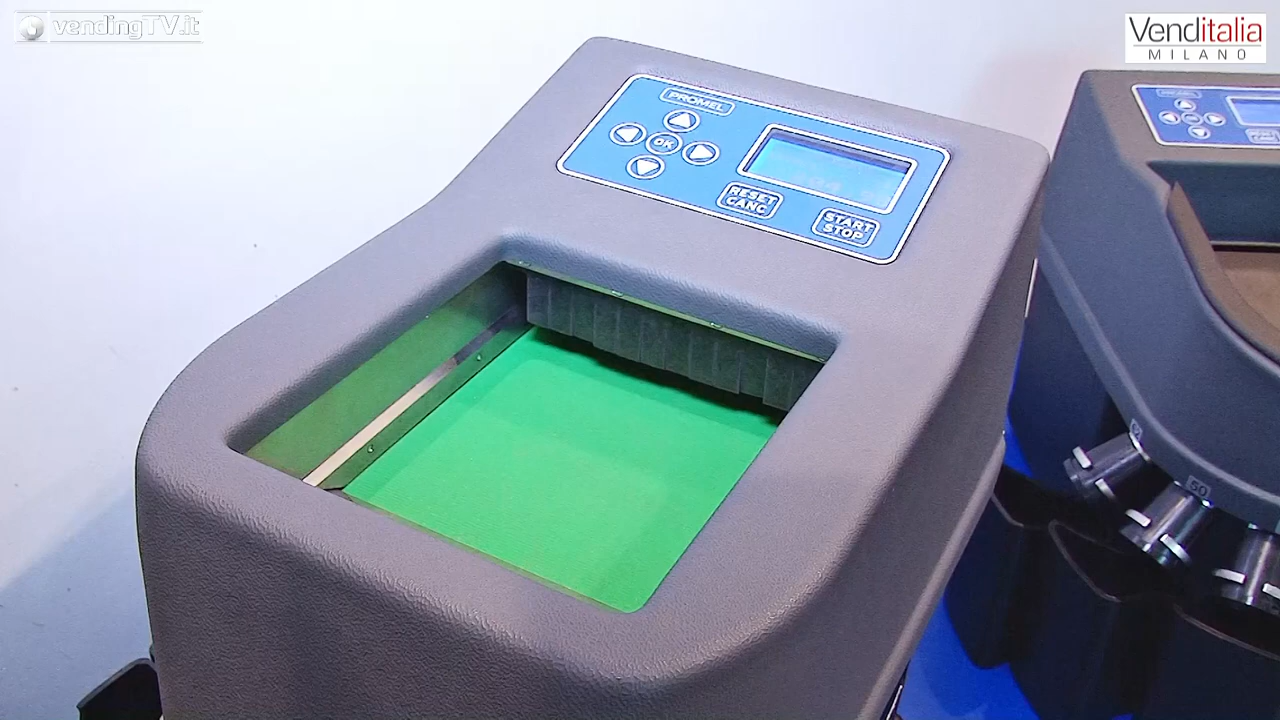 vendingTV.it
Venditalia
MILANO
PROMEL
OK
RESET
CANC
START
STOP
50